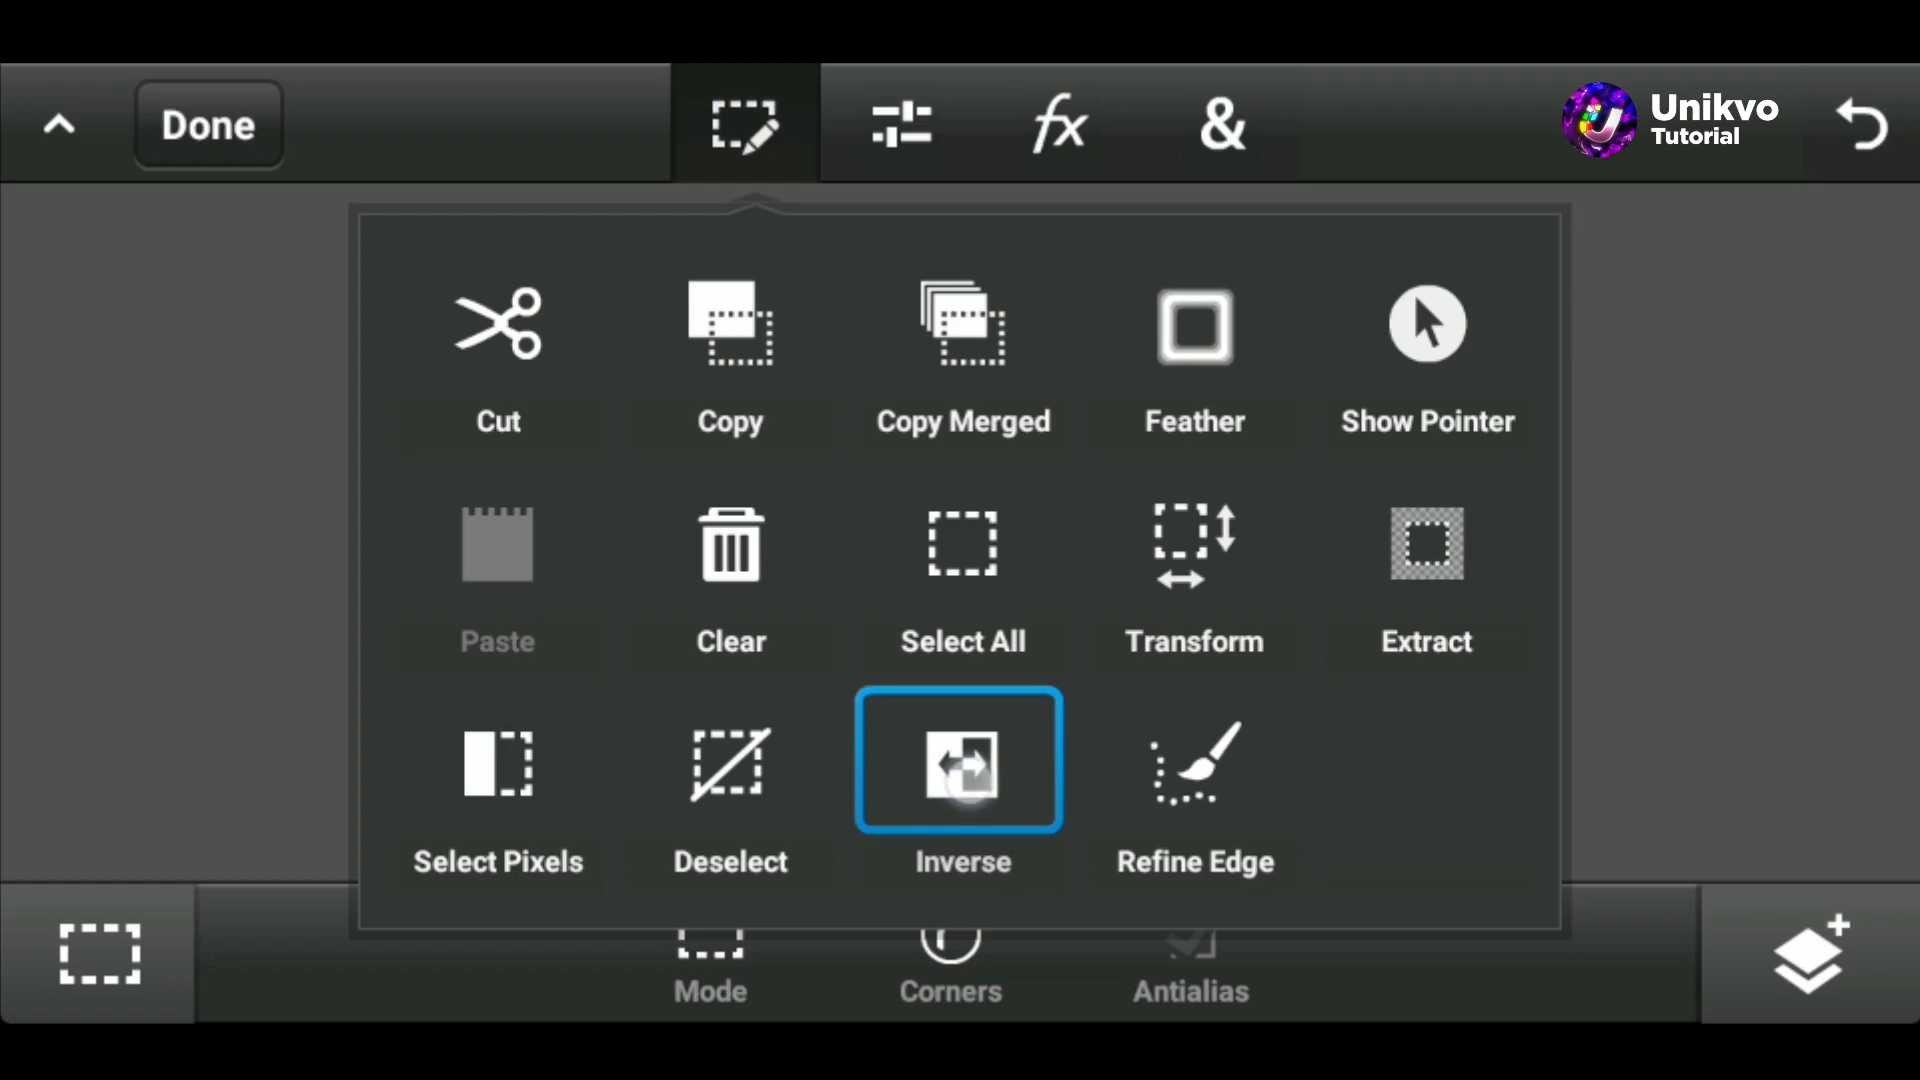 Done
fx
&
Unikvo
Tutorial
Cut
Copy
Copy Merged
Feather
Show Pointer
Paste
Clear
Select All
Transform
Extract
Select Pixels
Deselect
Inverse
Refine Edge
Mode
Corners
Antialias